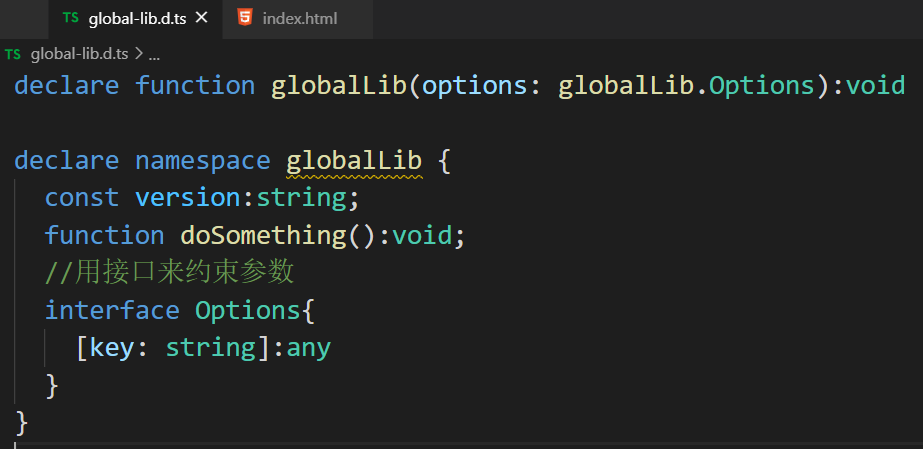 TS global-lib.d.ts × 5 index.html
TS global-lib.d.ts > ...
declare function globalLib(options: globalLib.Options):void
declare namespace globalLib {
const version:string;
function doSomething():void;
//用接口来约束参数
interface Options{
[key: string]:any
}
}